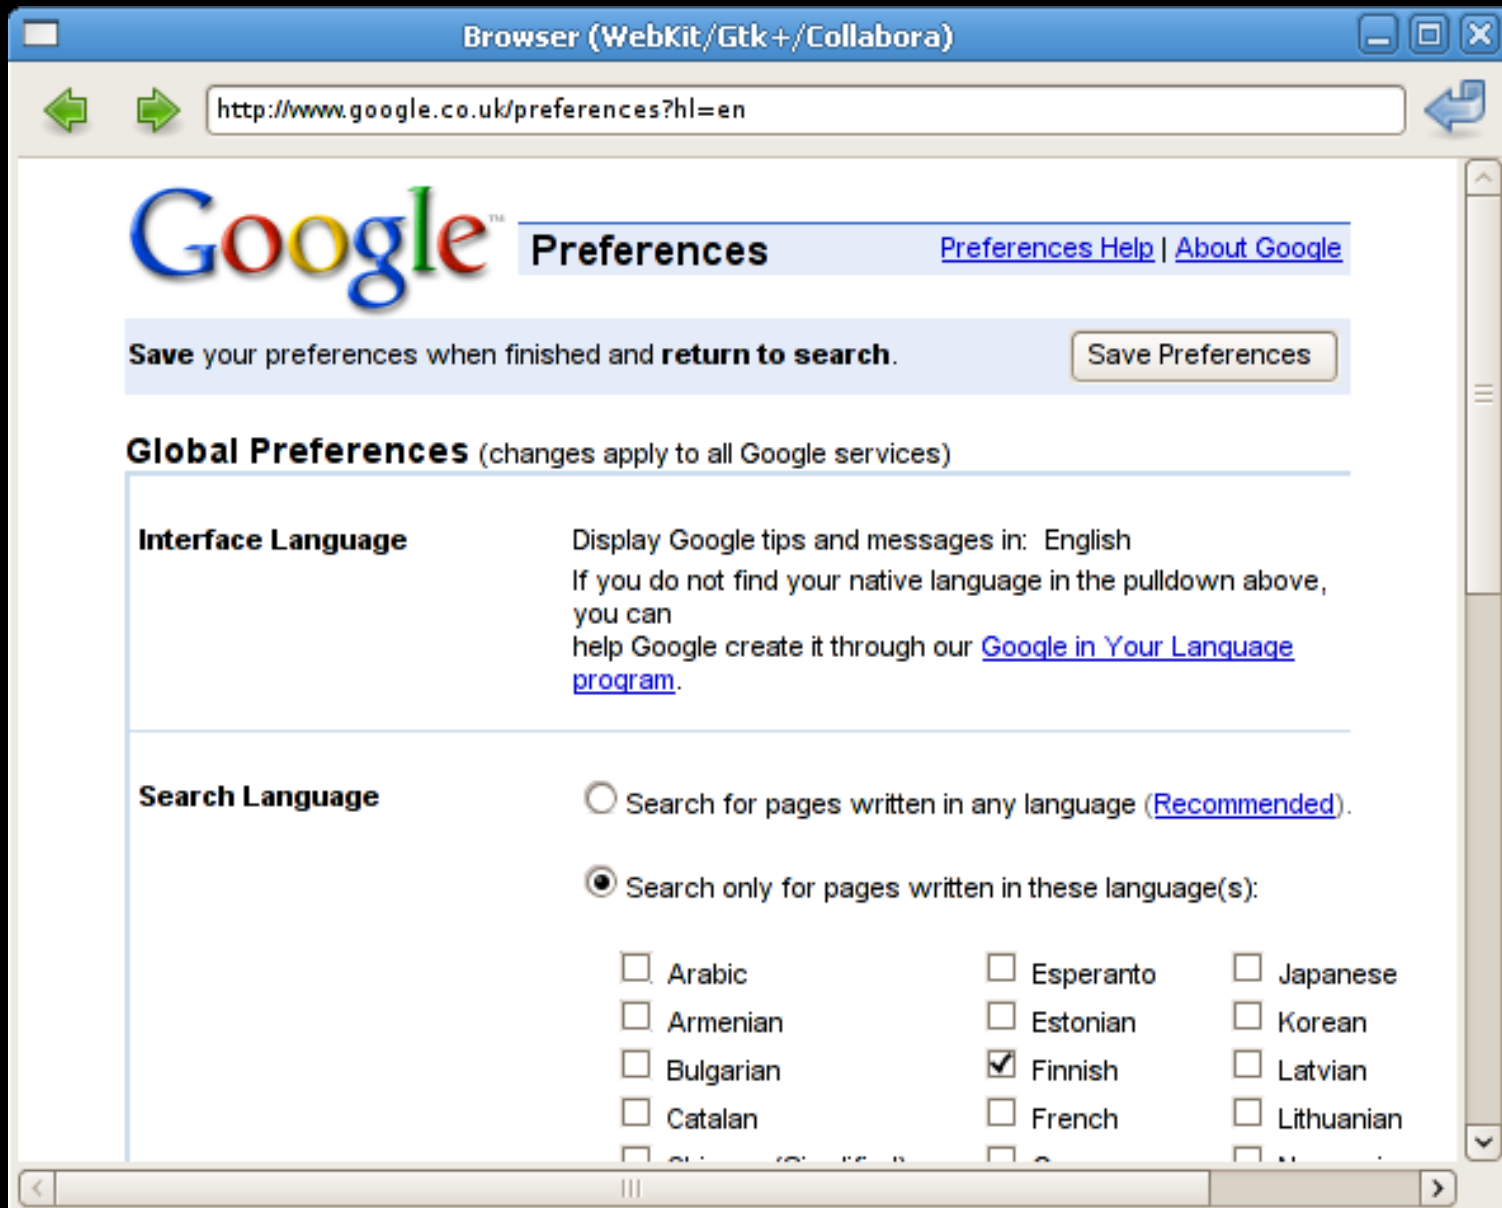 Browser (WebKit/Gtk+/Collabora)
http://www.google.co.uk/preferences?hl=en
Google™
Preferences Preferences Help | About Google
Save your preferences when finished and return to search. Save Preferences
Global Preferences (changes apply to all Google services)
Interface Language Display Google tips and messages in: English
If you do not find your native language in the pulldown above,
you can
help Google create it through our Google in Your Language
program.
Search Language Search for pages written in any language (Recommended).
Search only for pages written in these language(s):
Arabic Esperanto Japanese
Armenian Estonian Korean
Bulgarian Finnish Latvian
Catalan French Lithuanian